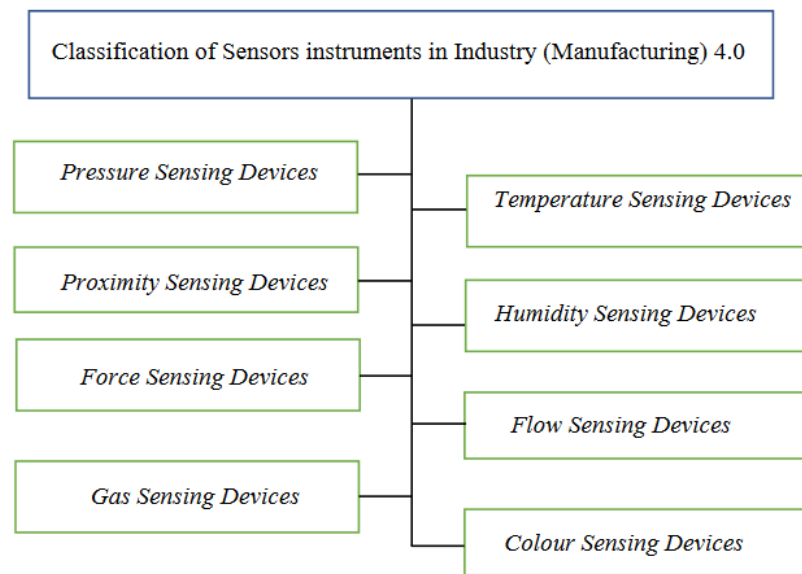 Classification of Sensors instruments in Industry (Manufacturing) 4.0
Pressure Sensing Devices
Temperature Sensing Devices
Proximity Sensing Devices
Humidity Sensing Devices
Force Sensing Devices
Flow Sensing Devices
Gas Sensing Devices
Colour Sensing Devices